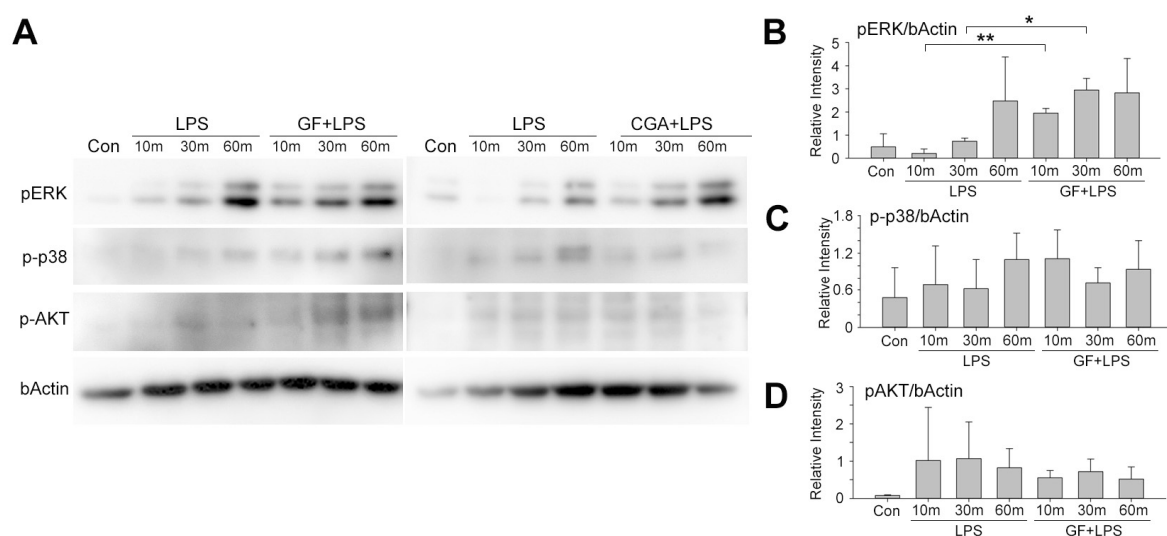 A
LPS GF+LPS LPS CGA+LPS
Con 10m 30m 60m 10m 30m 60m Con 10m 30m 60m 10m 30m 60m
pERK
p-p38
p-AKT
bActin
B
pERK/bActin
*
**
Relative Intensity
5
4
3
2
1
0
Con 10m 30m 60m 10m 30m 60m
LPS GF+LPS
C
p-p38/bActin
Relative Intensity
1.8
1.2
0.6
0
Con 10m 30m 60m 10m 30m 60m
LPS GF+LPS
D
pAKT/bActin
Relative Intensity
3
2
1
0
Con 10m 30m 60m 10m 30m 60m
LPS GF+LPS